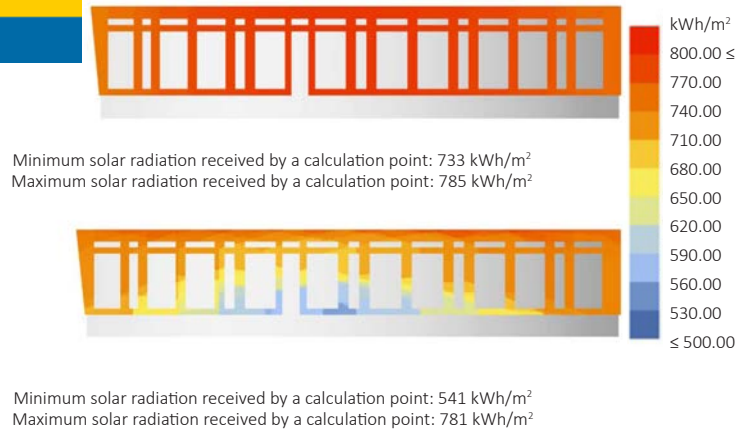 kWh/m²
800.00 ≤
770.00
740.00
710.00
680.00
650.00
620.00
590.00
560.00
530.00
≤ 500.00
Minimum solar radiation received by a calculation point: 733 kWh/m²
Maximum solar radiation received by a calculation point: 785 kWh/m²
Minimum solar radiation received by a calculation point: 541 kWh/m²
Maximum solar radiation received by a calculation point: 781 kWh/m²